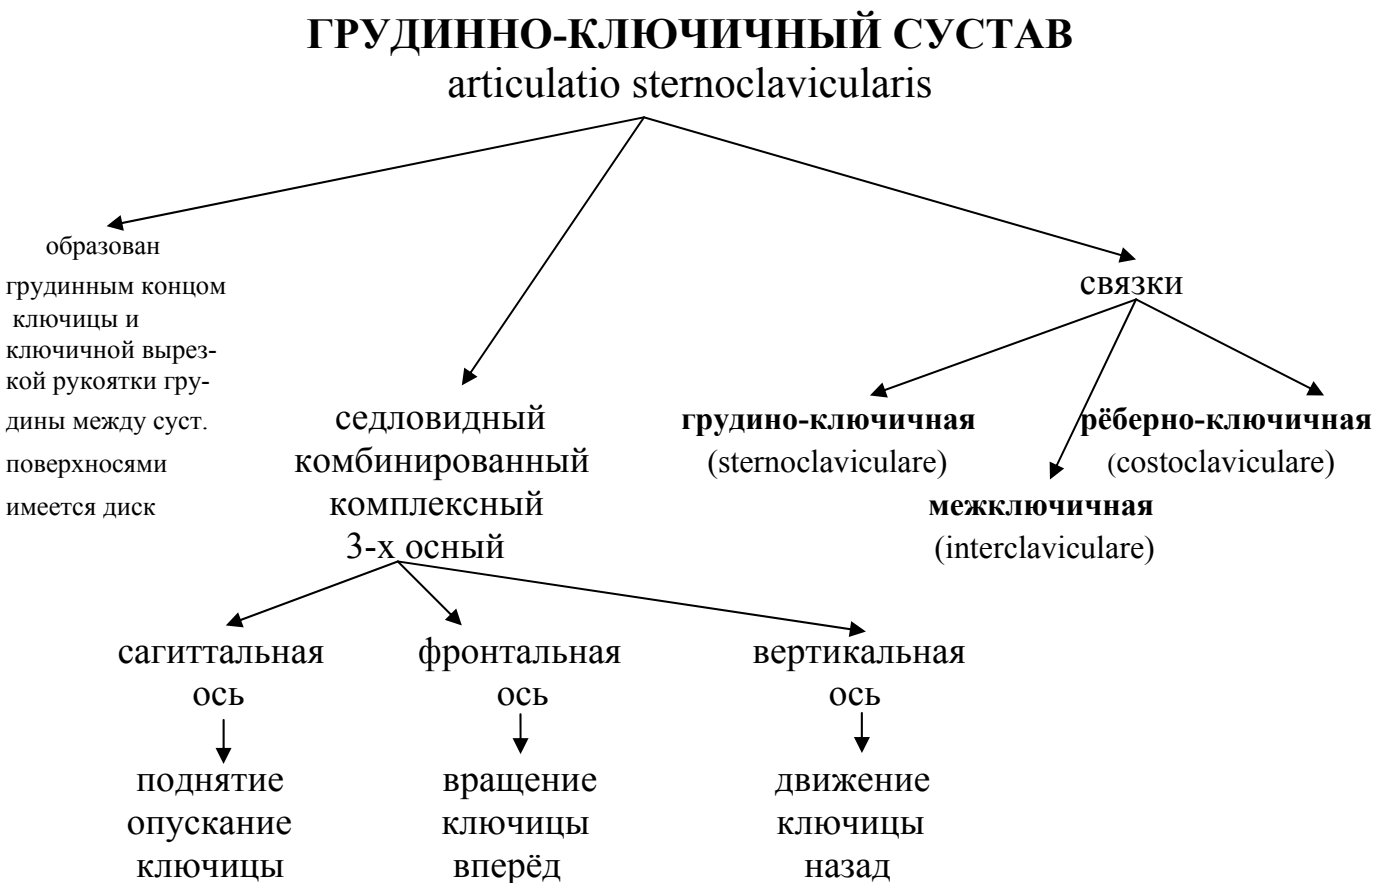 ГРУДИННО-КЛЮЧИЧНЫЙ СУСТАВ
articulatio sternoclavicularis
образован
грудинным концом
ключицы и
ключичной вырез-
кой рукоятки гру-
дины между суст.
поверхносями
имеется диск
седловидный
комбинированный
комплексный
3-х осный
связки
грудино-ключичная
(sternoclaviculare)
рёберно-ключичная
(costoclaviculare)
межключичная
(interclaviculare)
сагиттальная
ось
поднятие
опускание
ключицы
фронтальная
ось
вращение
ключицы
вперёд
вертикальная
ось
движение
ключицы
назад